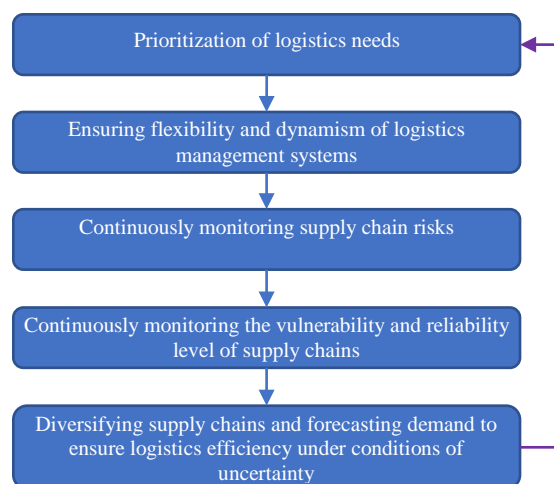 Prioritization of logistics needs
Ensuring flexibility and dynamism of logistics
management systems
Continuously monitoring supply chain risks
Continuously monitoring the vulnerability and reliability
level of supply chains
Diversifying supply chains and forecasting demand to
ensure logistics efficiency under conditions of
uncertainty